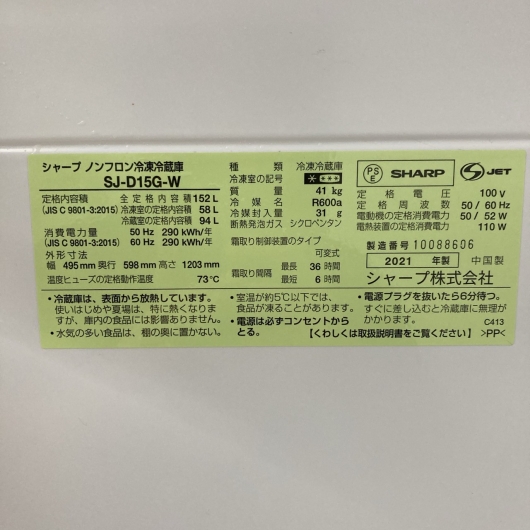 シャープ ノンフロン冷凍冷蔵庫
SJ-D15G-W
定格内容積 全定格内容積 152 L
(JIS C 9801-3:2015) 冷凍室の定格内容積 58 L
冷蔵室の定格内容積 94 L
消費電力量 50 Hz 290 kWh/年
(JIS C 9801-3:2015) 60 Hz 290 kWh/年
外形寸法
幅 495mm 奥行 598 mm 高さ 1203 mm
温度ヒューズの定格動作温度 73℃
種類 冷凍冷蔵庫
冷凍室の記号
質量 41 kg
冷媒名 R600a
冷媒封入量 31 g
断熱発泡ガス シクロペンタン
霜取り制御装置のタイプ
可変式
霜取り間隔 最長 36 時間
最短 6 時間
PSE SHARP SJET
定格電圧 100 V
定格周波数 50 / 60 Hz
電動機の定格消費電力 50 / 52 W
電熱装置の定格消費電力 110 W
製造番号 10088606
2021 年製 中国製
シャープ株式会社
・冷蔵庫は、表面から放熱しています。
使いはじめや夏場は、特に熱くなりま
すが、庫内の食品には影響ありません。
・水気の多い食品は、棚の奥に置かない。
・室温が約5℃以下では、
食品が凍ることがあります。
・電源は必ずコンセントから
とる。
・電源プラグを抜いたら6分待つ。
すぐに差し込むと冷蔵庫に無理が
かかります。
【くわしくは取扱説明書をご覧ください】
C413
>PP<